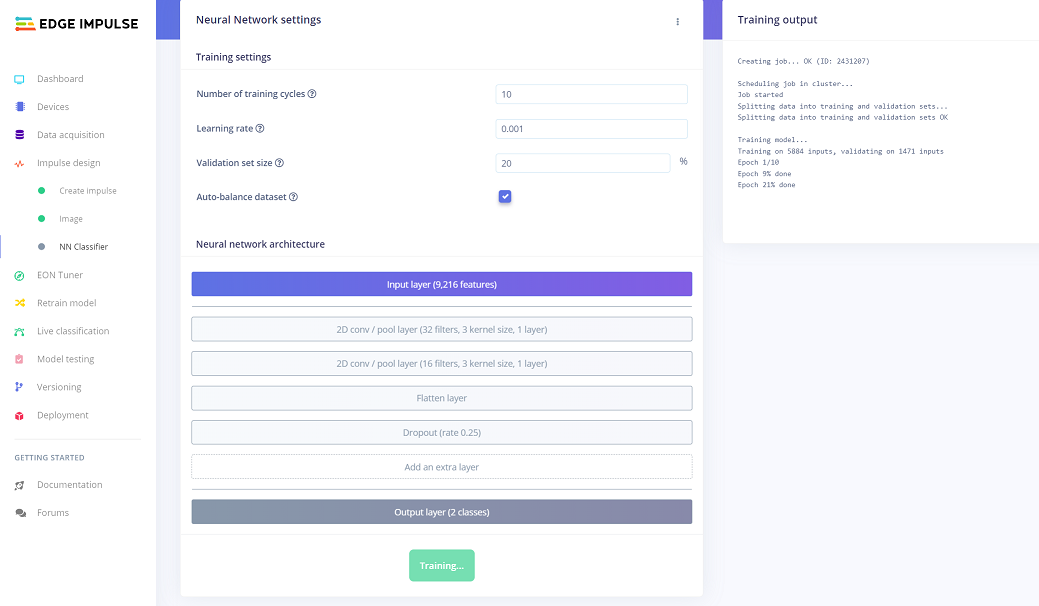 EDGE IMPULSE
Dashboard
Devices
Data acquisition
Impulse design
Create impulse
Image
NN Classifier
EON Tuner
Retrain model
Live classification
Model testing
Versioning
Deployment
GETTING STARTED
Documentation
Forums
Neural Network settings
Training settings
Number of training cycles
10
Learning rate
0.001
Validation set size
20 %
Auto-balance dataset
Neural network architecture
Input layer (9,216 features)
2D conv / pool layer (32 filters, 3 kernel size, 1 layer)
2D conv / pool layer (16 filters, 3 kernel size, 1 layer)
Flatten layer
Dropout (rate 0.25)
Add an extra layer
Output layer (2 classes)
Training...
Training output
Creating job... OK (ID: 2431207)
Scheduling job in cluster...
Job started
Splitting data into training and validation sets...
Splitting data into training and validation sets OK
Training model...
Training on 5884 inputs, validating on 1471 inputs
Epoch 1/10
Epoch 9% done
Epoch 21% done